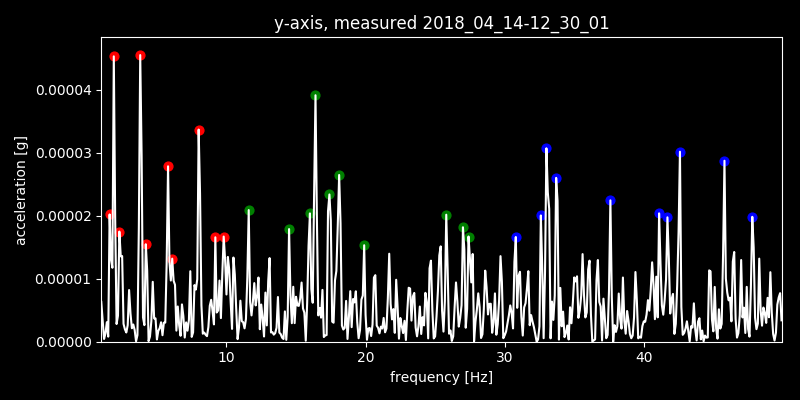 y-axis, measured 2018_04_14-12_30_01
0.00004
0.00003
0.00002
0.00001
0.00000
acceleration [g]
10 20 30 40
frequency [Hz]